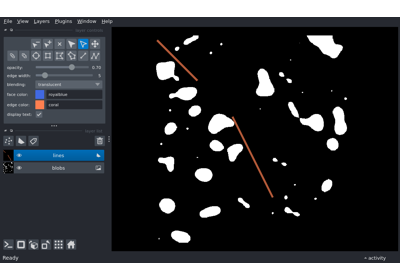 File View Layers Plugins Window Help
opacity: 0.70
edge width: 5
blending: translucent
face color: royalblue
edge color: coral
display text:
lines
blobs
Ready
activity